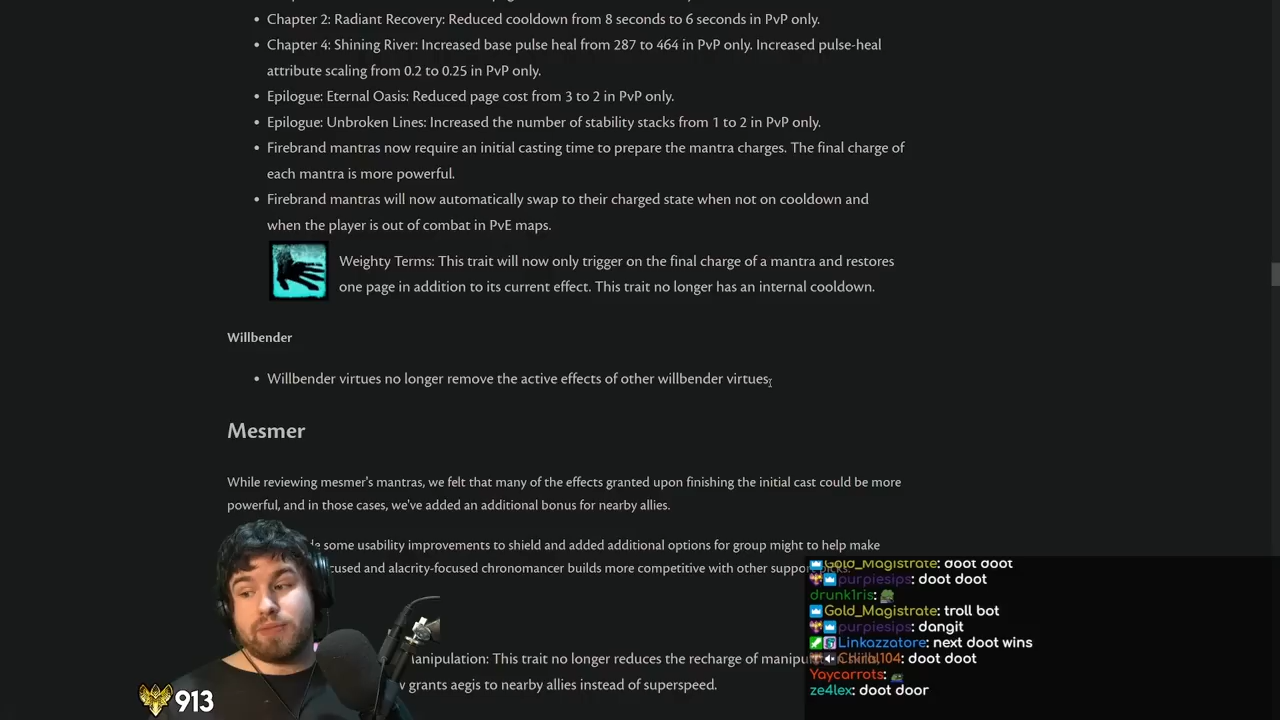 Chapter 2: Radiant Recovery: Reduced cooldown from 8 seconds to 6 seconds in PvP only.
Chapter 4: Shining River: Increased base pulse heal from 287 to 464 in PvP only. Increased pulse-heal
attribute scaling from 0.2 to 0.25 in PvP only.
Epilogue: Eternal Oasis: Reduced page cost from 3 to 2 in PvP only.
Epilogue: Unbroken Lines: Increased the number of stability stacks from 1 to 2 in PvP only.
Firebrand mantras now require an initial casting time to prepare the mantra charges. The final charge of
each mantra is more powerful.
Firebrand mantras will now automatically swap to their charged state when not on cooldown and
when the player is out of combat in PvE maps.
Weighty Terms: This trait will now only trigger on the final charge of a mantra and restores
one page in addition to its current effect. This trait no longer has an internal cooldown.
Willbender
Willbender virtues no longer remove the active effects of other willbender virtues.
Mesmer
While reviewing mesmer's mantras, we felt that many of the effects granted upon finishing the initial cast could be more
powerful, and in those cases, we've added an additional bonus for nearby allies.
some usability improvements to shield and added additional options for group might to help make
and alacrity-focused chronomancer builds more competitive with other support
This trait no longer reduces the recharge of
grants aegis to nearby allies instead of superspeed.
Gold_Magistrate: doot doot
purpiesips: doot doot
drunk1ris:
Gold_Magistrate: troll bot
purpiesips: dangit
Linkazzatore: next doot wins
doot doot
Yaycarrots:
ze4lex: doot door
913